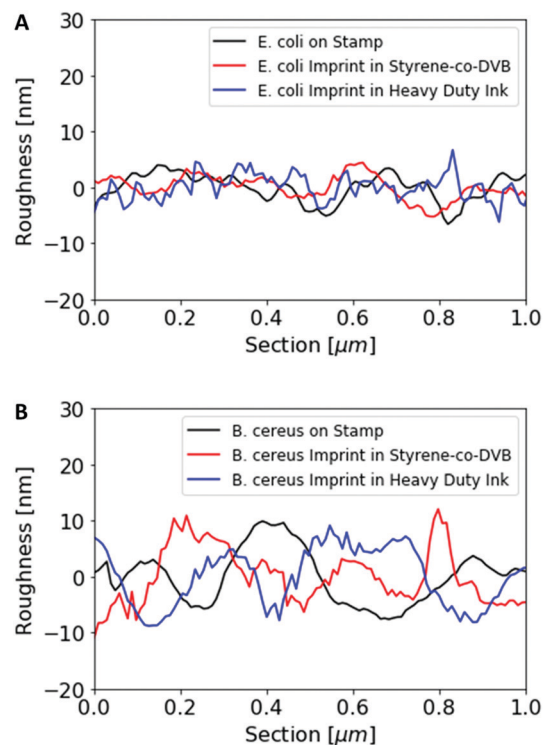 A
E. coli on Stamp
E. coli Imprint in Styrene-co-DVB
E. coli Imprint in Heavy Duty Ink
Roughness [nm]
30
20
10
0
−10
−20
0.0 0.2 0.4 0.6 0.8 1.0
Section [μm]
B
B. cereus on Stamp
B. cereus Imprint in Styrene-co-DVB
B. cereus Imprint in Heavy Duty Ink
Roughness [nm]
30
20
10
0
−10
−20
0.0 0.2 0.4 0.6 0.8 1.0
Section [μm]